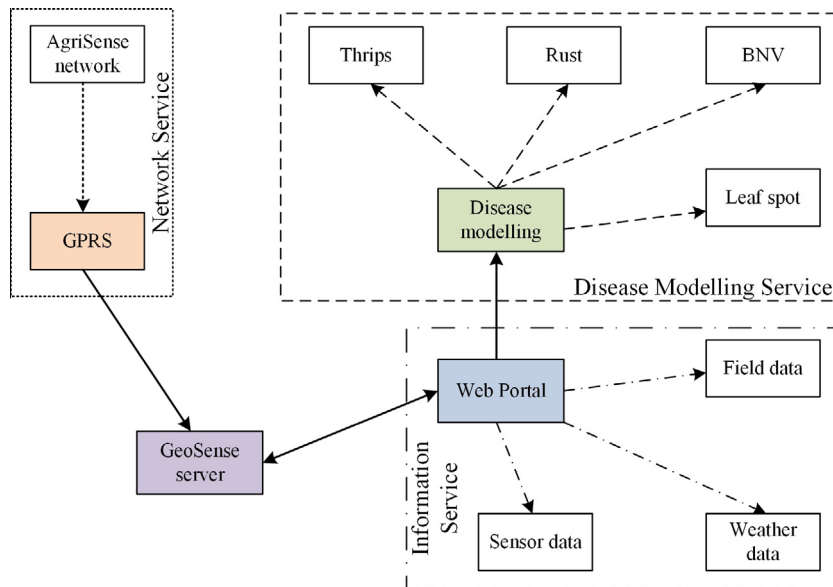 AgriSense
network
Network Service
GPRS
Thrips
Rust
BNV
Disease
modelling
Leaf spot
Disease Modelling Service
Web Portal
Field data
GeoSense
server
Information
Service
Sensor data
Weather
data